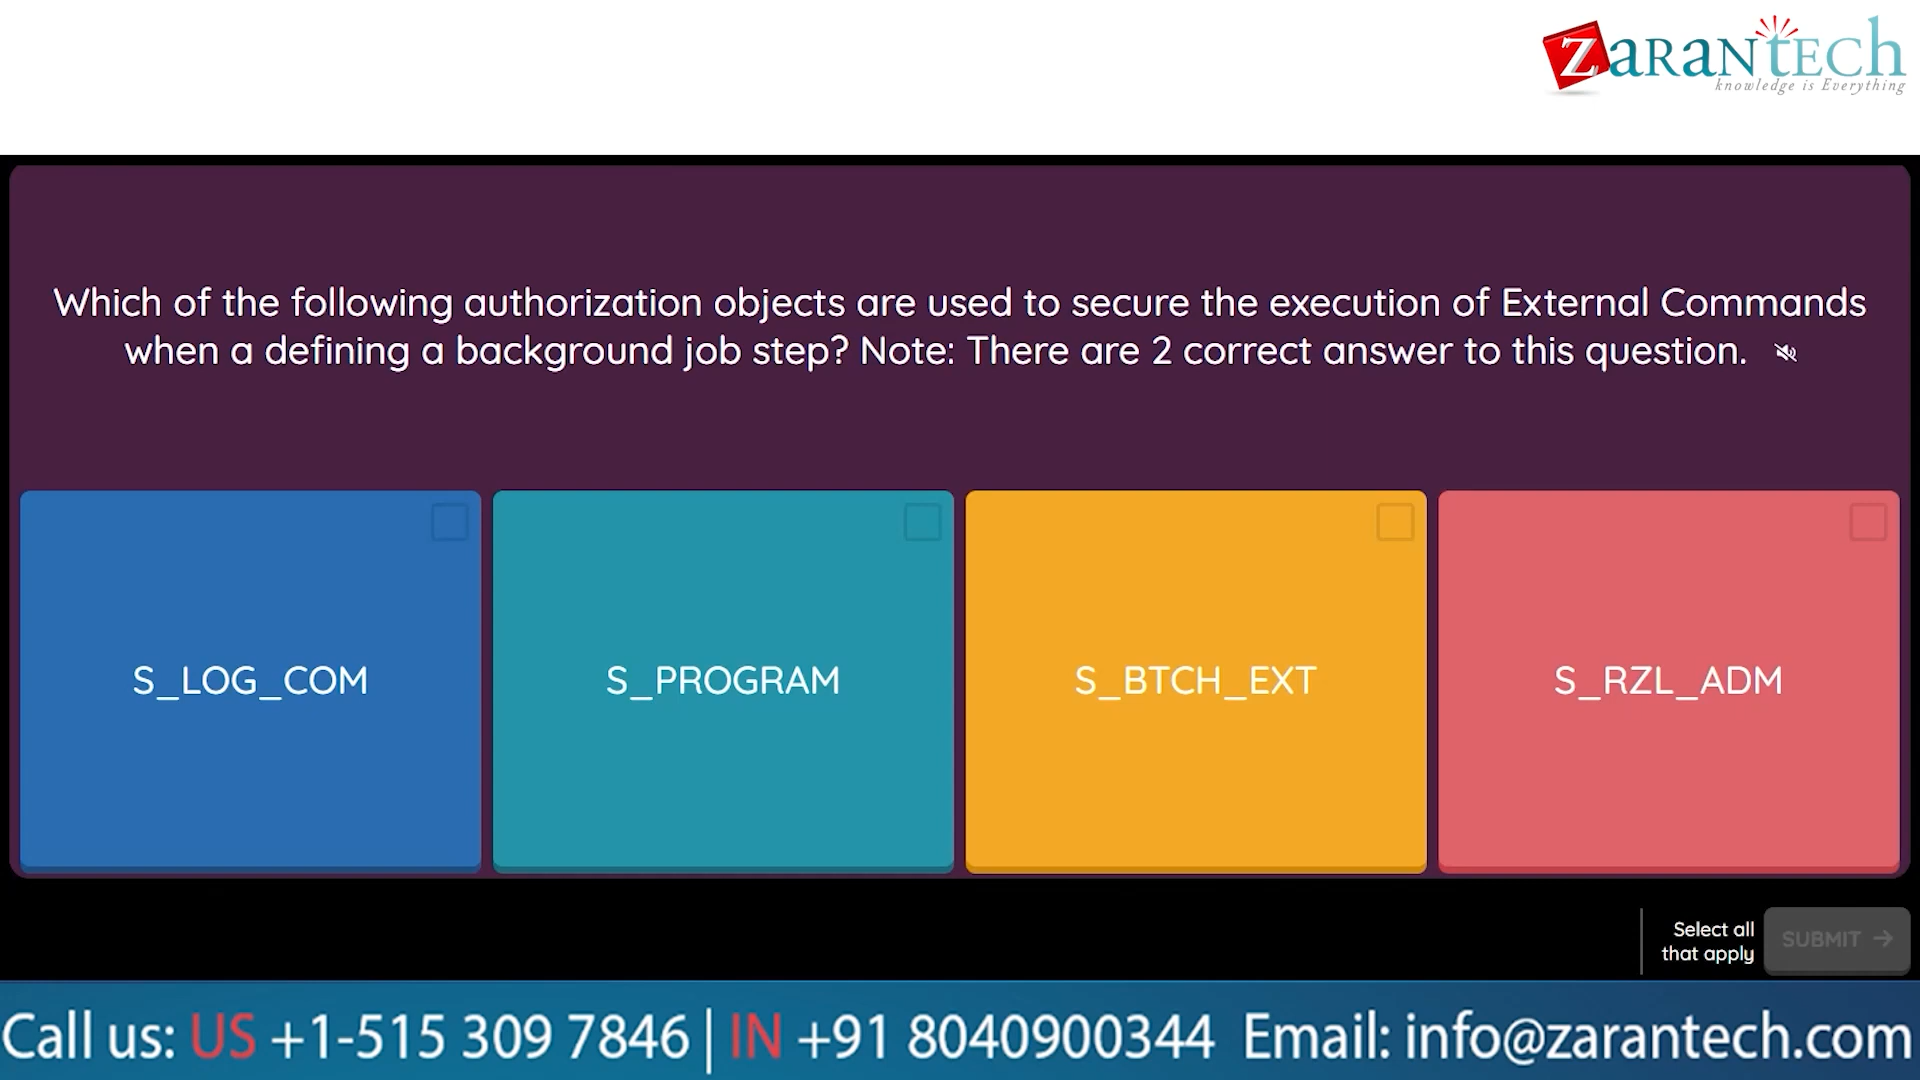 ZARANTECH
knowledge is Everything
Which of the following authorization objects are used to secure the execution of External Commands
when a defining a background job step? Note: There are 2 correct answer to this question.
S_LOG_COM
S_PROGRAM
S_BTCH_EXT
S_RZL_ADM
Select all
that apply
SUBMIT →
Call us: US +1-515 309 7846 | IN +91 8040900344 Email: info@zarantech.com